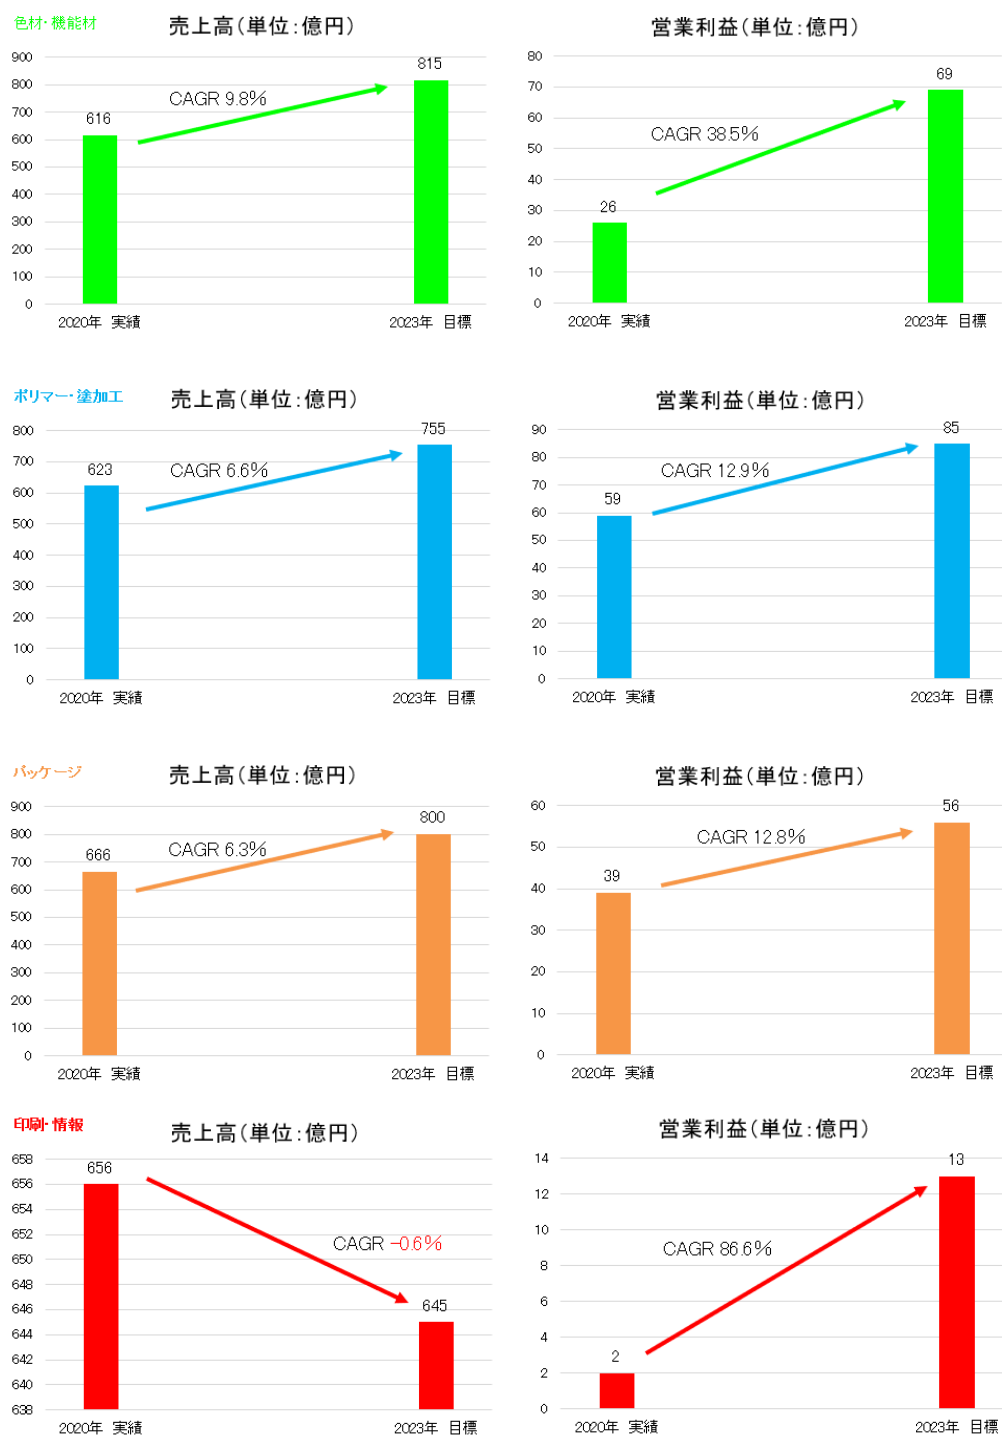 色材・機能材
売上高(単位:億円)
900
800
700
600
500
400
300
200
100
0
616
CAGR 9.8%
815
2020年 実績
2023年 目標
営業利益(単位:億円)
80
70
60
50
40
30
20
10
0
26
CAGR 38.5%
69
2020年 実績
2023年 目標
ポリマー・塗加工
売上高(単位:億円)
800
700
600
500
400
300
200
100
0
623
CAGR 6.6%
755
2020年 実績
2023年 目標
営業利益(単位:億円)
90
80
70
60
50
40
30
20
10
0
59
CAGR 12.9%
85
2020年 実績
2023年 目標
パッケージ
売上高(単位:億円)
900
800
700
600
500
400
300
200
100
0
666
CAGR 6.3%
800
2020年 実績
2023年 目標
営業利益(単位:億円)
60
50
40
30
20
10
0
39
CAGR 12.8%
56
2020年 実績
2023年 目標
印刷・情報
売上高(単位:億円)
658
656
654
652
650
648
646
644
642
640
638
656
CAGR -0.6%
645
2020年 実績
2023年 目標
営業利益(単位:億円)
14
12
10
8
6
4
2
0
2
CAGR 86.6%
13
2020年 実績
2023年 目標